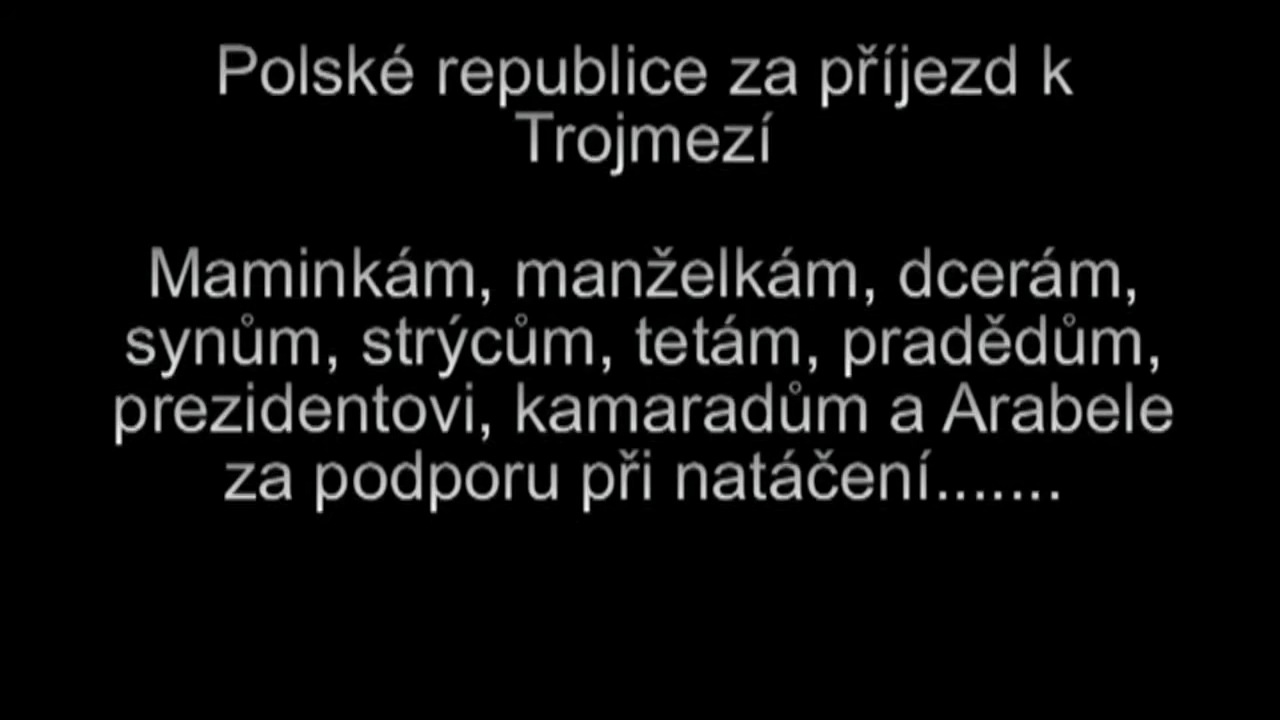 Polské republice za příjezd k
Trojmezí
Maminkám, manželkám, dcerám,
synům, strýcům, tetám, pradědům,
prezidentovi, kamaradům a Arabele
za podporu při natáčení.......